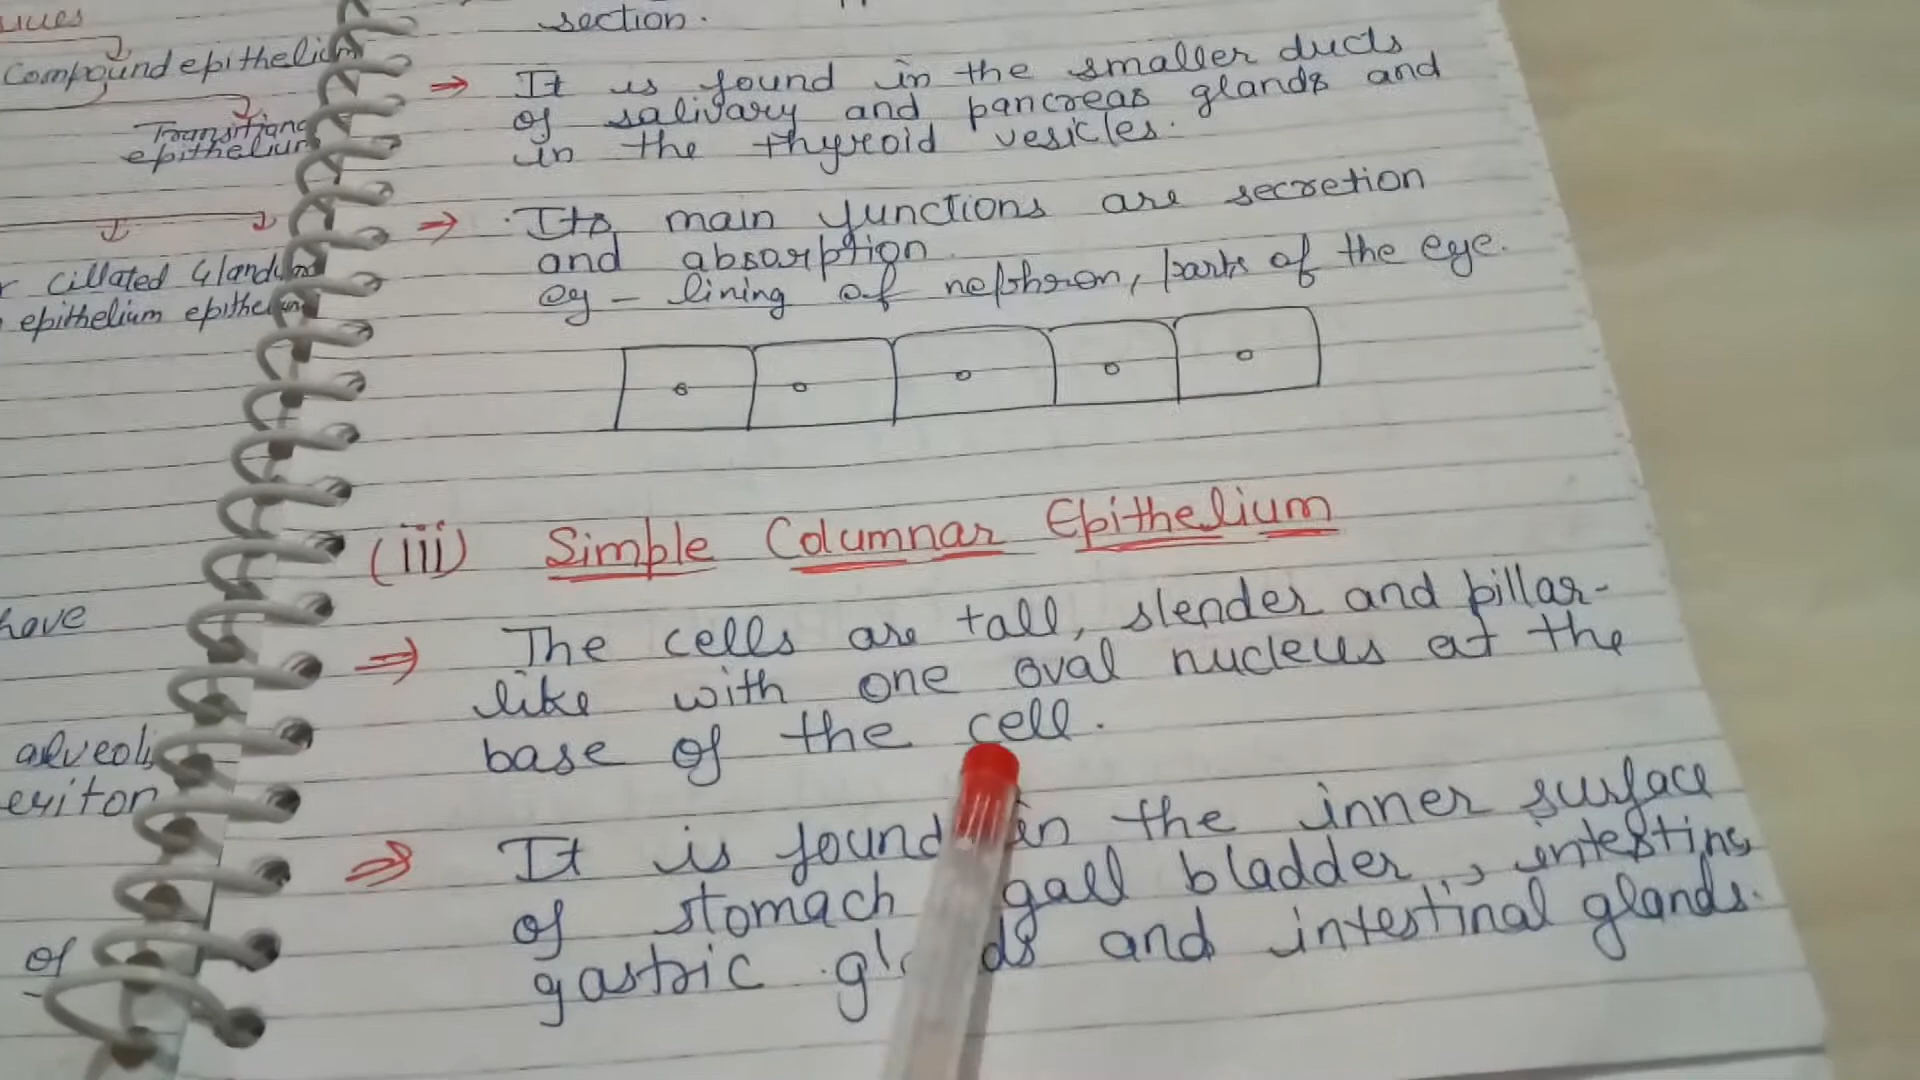 Compound epithelium
Transitiona
epithelium
cillated Glandular
epithelium epithelium
have
alveoli
of
section.
⇒ It is found in the smaller ducts
of salivary and pancreas glands and
in the thyroid vesicles.
⇒ Its main functions are secretion
and absorption.
eg - lining of nephron, parts of the eye.
(iii) Simple Columnar Epithelium
⇒ The cells are tall, slender and pillar-
like with one oval nucleus at the
base of the cell.
⇒ It is found in the inner surface
of stomach gall bladder, intestine
gastric glands and intestinal glands.